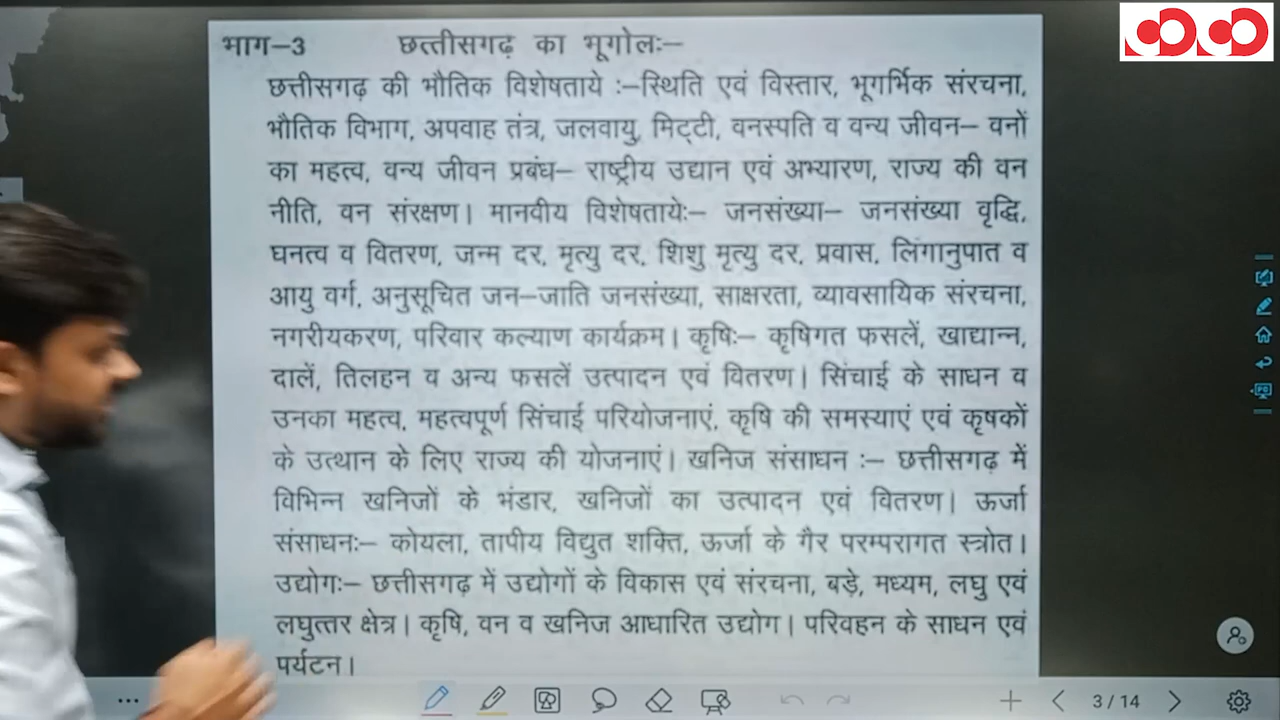 भाग–3 छत्तीसगढ़ का भूगोलः–
छत्तीसगढ़ की भौतिक विशेषताये :–स्थिति एवं विस्तार, भूगर्भिक संरचना,
भौतिक विभाग, अपवाह तंत्र, जलवायु, मिट्टी, वनस्पति व वन्य जीवन– वनों
का महत्व, वन्य जीवन प्रबंध– राष्ट्रीय उद्यान एवं अभ्यारण, राज्य की वन
नीति, वन संरक्षण। मानवीय विशेषतायेः– जनसंख्या– जनसंख्या वृद्धि,
घनत्व व वितरण, जन्म दर, मृत्यु दर, शिशु मृत्यु दर, प्रवास, लिंगानुपात व
आयु वर्ग, अनुसूचित जन–जाति जनसंख्या, साक्षरता, व्यावसायिक संरचना,
नगरीयकरण, परिवार कल्याण कार्यक्रम। कृषिः– कृषिगत फसलें, खाद्यान्न,
दालें, तिलहन व अन्य फसलें उत्पादन एवं वितरण। सिंचाई के साधन व
उनका महत्व, महत्वपूर्ण सिंचाई परियोजनाएं, कृषि की समस्याएं एवं कृषकों
के उत्थान के लिए राज्य की योजनाएं। खनिज संसाधन :– छत्तीसगढ़ में
विभिन्न खनिजों के भंडार, खनिजों का उत्पादन एवं वितरण। ऊर्जा
संसाधनः– कोयला, तापीय विद्युत शक्ति, ऊर्जा के गैर परम्परागत स्त्रोत।
उद्योगः– छत्तीसगढ़ में उद्योगों के विकास एवं संरचना, बड़े, मध्यम, लघु एवं
लघुत्तर क्षेत्र। कृषि, वन व खनिज आधारित उद्योग। परिवहन के साधन एवं
पर्यटन।
3 / 14